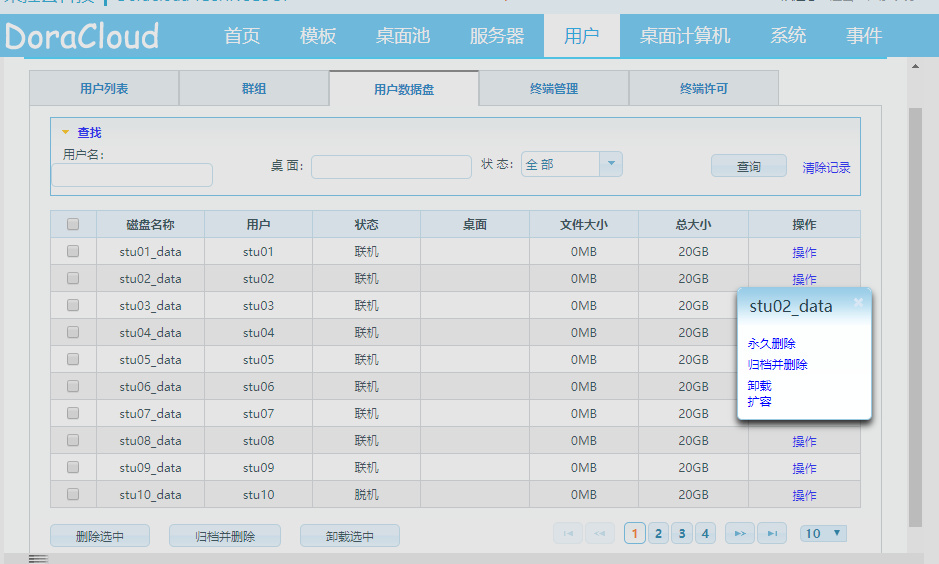 DoraCloud 首页 模板 桌面池 服务器 用户 桌面计算机 系统 事件
用户列表 群组 用户数据盘 终端管理 终端许可
查找
用户名:
桌 面: 状 态: 全 部 查询 清除记录
磁盘名称 用户 状态 桌面 文件大小 总大小 操作
stu01_data stu01 联机 0MB 20GB 操作
stu02_data stu02 联机 0MB 20GB 操作
stu03_data stu03 联机 0MB 20GB
stu04_data stu04 联机 0MB 20GB
stu05_data stu05 联机 0MB 20GB
stu06_data stu06 联机 0MB 20GB
stu07_data stu07 联机 0MB 20GB
stu08_data stu08 联机 0MB 20GB 操作
stu09_data stu09 联机 0MB 20GB 操作
stu10_data stu10 脱机 0MB 20GB 操作
stu02_data
永久删除
归档并删除
卸载
扩容
删除选中 归档并删除 卸载选中 1 2 3 4 10